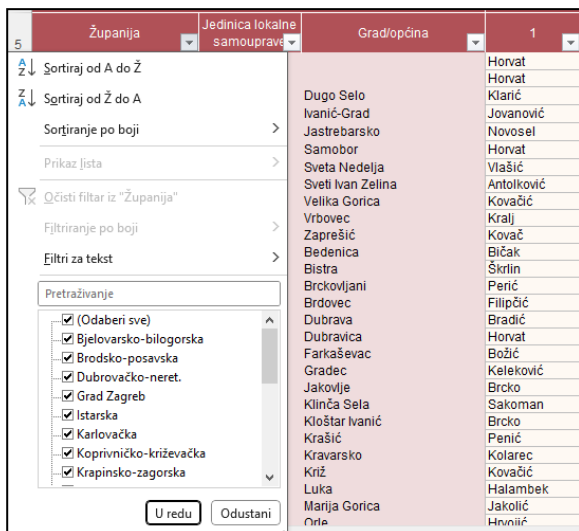 5 Županija Jedinica lokalne samouprave Grad/općina 1
Sortiraj od A do Ž
Sortiraj od Ž do A
Sortiranje po boji
Prikaz lista
Očisti filtar iz "Županija"
Filtriranje po boji
Filtri za tekst
Pretraživanje
(Odaberi sve)
Bjelovarsko-bilogorska
Brodsko-posavska
Dubrovačko-neret.
Grad Zagreb
Istarska
Karlovačka
Koprivničko-križevačka
Krapinsko-zagorska
U redu Odustani
Horvat
Horvat
Dugo Selo Klarić
Ivanić-Grad Jovanović
Jastrebarsko Novosel
Samobor Horvat
Sveta Nedelja Vlašić
Sveti Ivan Zelina Antolković
Velika Gorica Kovačić
Vrbovec Kralj
Zaprešić Kovač
Bedenica Bičak
Bistra Škrlin
Brckovljani Perić
Brdovec Filipčić
Dubrava Bradić
Dubravica Horvat
Farkaševac Božić
Gradec Keleković
Jakovlje Brcko
Klinča Sela Sakoman
Kloštar Ivanić Brcko
Krašić Penić
Kravarsko Kolarec
Križ Kovačić
Luka Halambek
Marija Gorica Jakolić
Orle Hrvojić